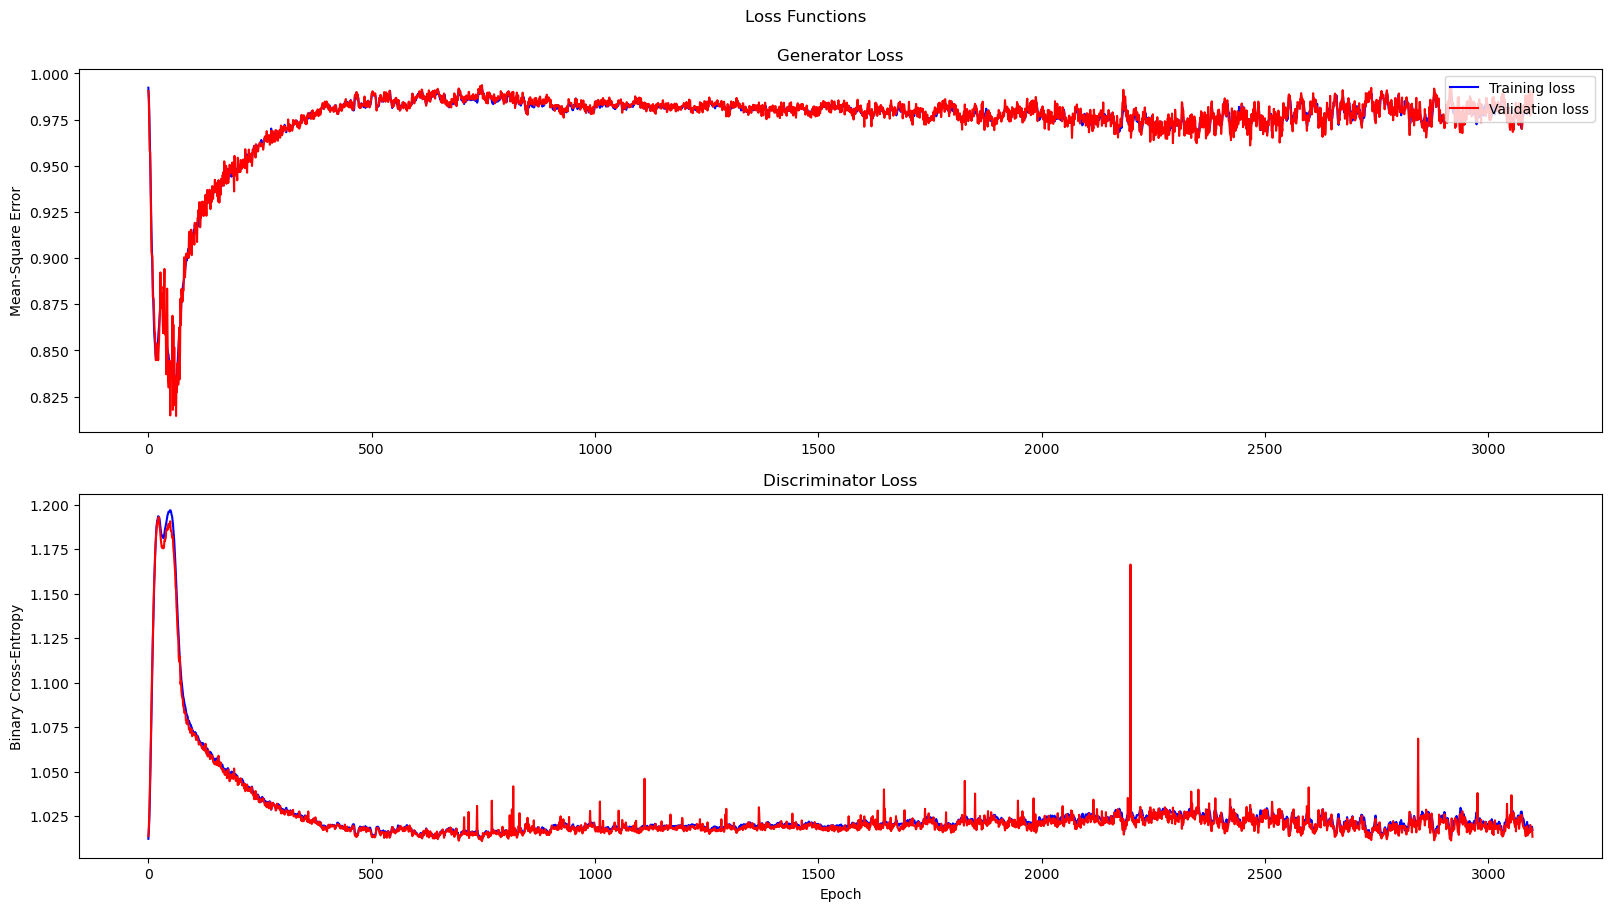 Loss Functions
Generator Loss
Mean-Square Error
1.000
0.975
0.950
0.925
0.900
0.875
0.850
0.825
Training loss
Validation loss
0 500 1000 1500 2000 2500 3000
Discriminator Loss
Binary Cross-Entropy
1.200
1.175
1.150
1.125
1.100
1.075
1.050
1.025
0 500 1000 1500 2000 2500 3000
Epoch